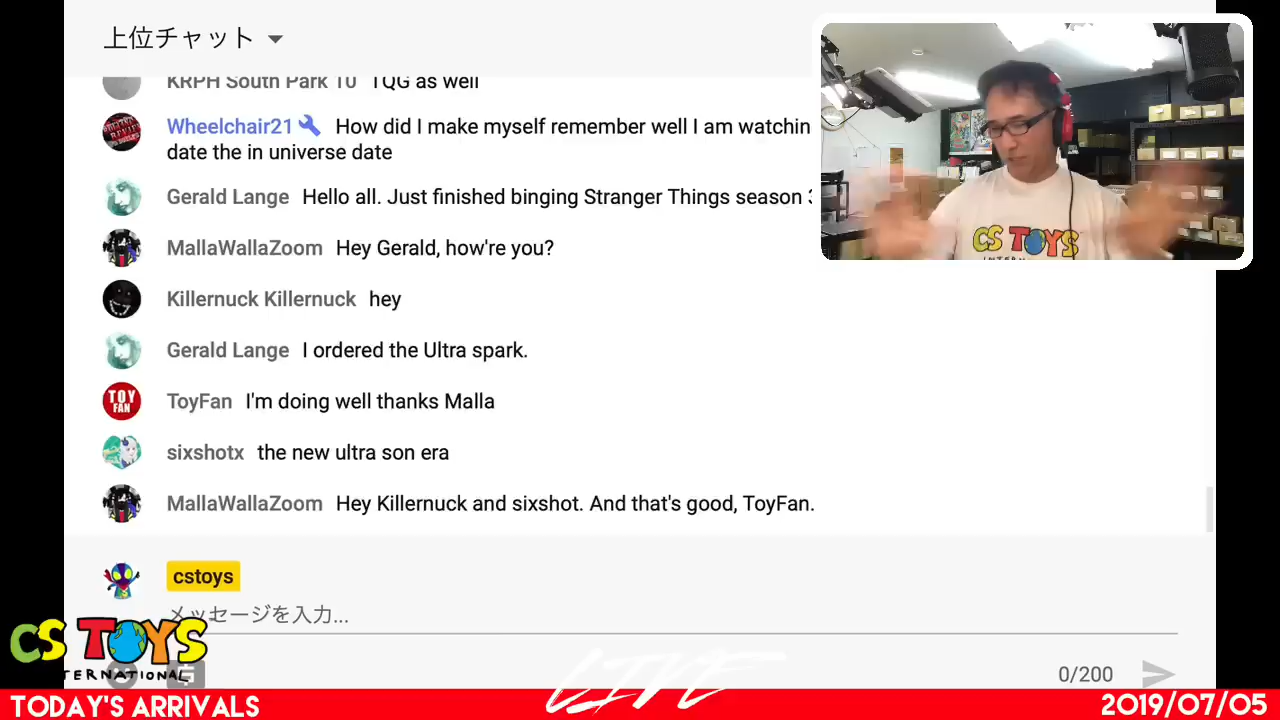 上位チャット
KRPH South Park 10 TQG as well
Wheelchair21 How did I make myself remember well I am watchin
date the in universe date
Gerald Lange Hello all. Just finished binging Stranger Things season 3
MallaWallaZoom Hey Gerald, how're you?
Killernuck Killernuck hey
Gerald Lange I ordered the Ultra spark.
TOY FAN
ToyFan I'm doing well thanks Malla
sixshotx the new ultra son era
MallaWallaZoom Hey Killernuck and sixshot. And that's good, ToyFan.
cstoys
メッセージを入力...
0/200
CS TOYS
INTERNATIONAL
CS TOYS
LIVE
TODAY'S ARRIVALS
2019/07/05